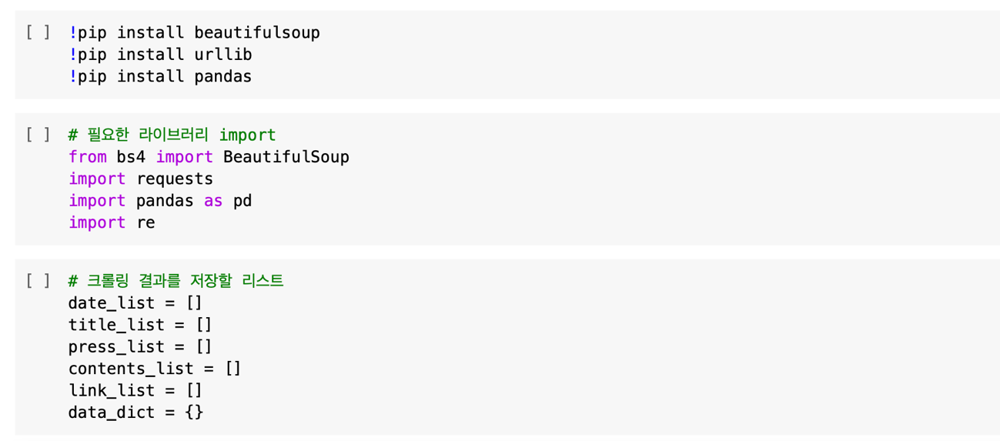 [ ] !pip install beautifulsoup
!pip install urllib
!pip install pandas
[ ] # 필요한 라이브러리 import
from bs4 import BeautifulSoup
import requests
import pandas as pd
import re
[ ] # 크롤링 결과를 저장할 리스트
date_list = []
title_list = []
press_list = []
contents_list = []
link_list = []
data_dict = {}